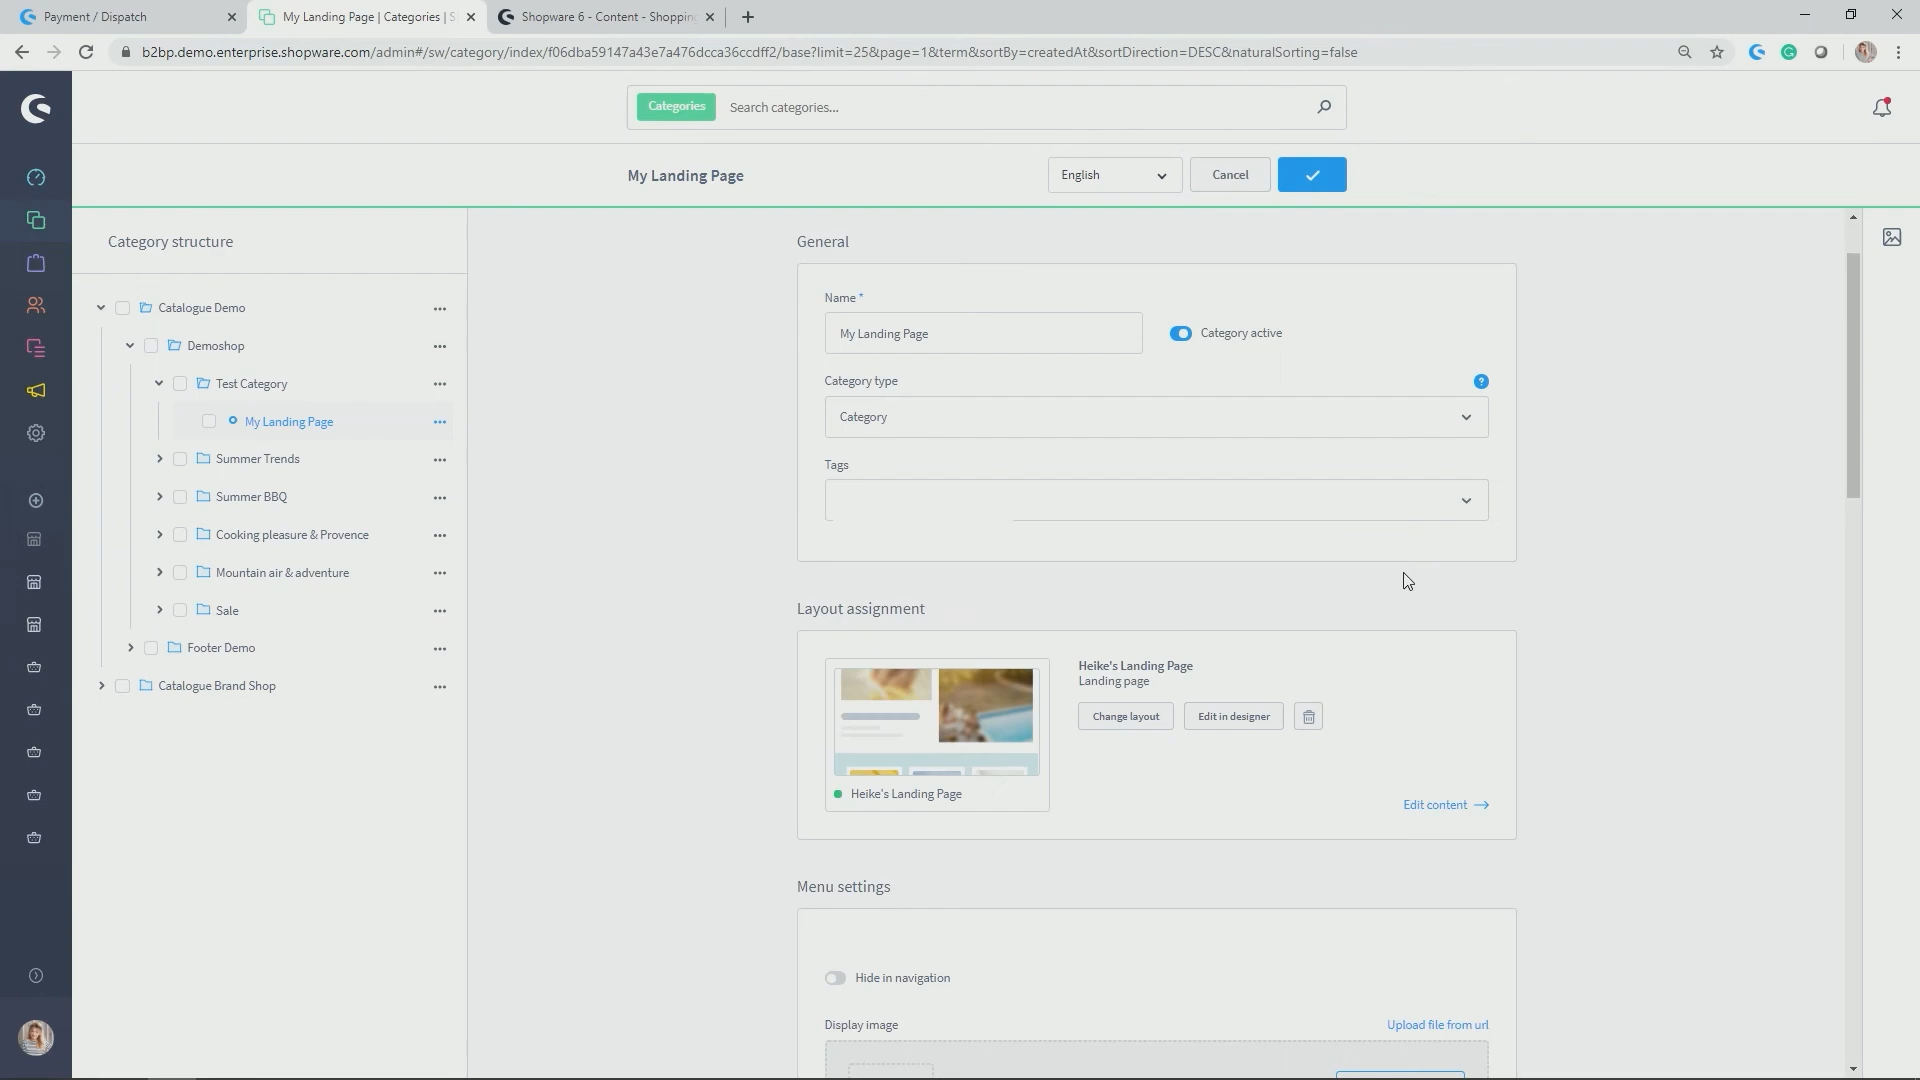 Payment / Dispatch
My Landing Page | Categories | S
Shopware 6 - Content - Shoppin
b2bp.demo.enterprise.shopware.com/admin#/sw/category/index/f06dba59147a43e7a476dcca36ccdff2/base?limit=25&page=1&term&sortBy=createdAt&sortDirection=DESC&naturalSorting=false
Categories
Search categories...
My Landing Page
English
Cancel
Category structure
Catalogue Demo
Demoshop
Test Category
My Landing Page
Summer Trends
Summer BBQ
Cooking pleasure & Provence
Mountain air & adventure
Sale
Footer Demo
Catalogue Brand Shop
General
Name *
My Landing Page
Category active
Category type
?
Category
Tags
Layout assignment
Heike's Landing Page
Landing page
Change layout
Edit in designer
Heike's Landing Page
Edit content
Menu settings
Hide in navigation
Display image
Upload file from url